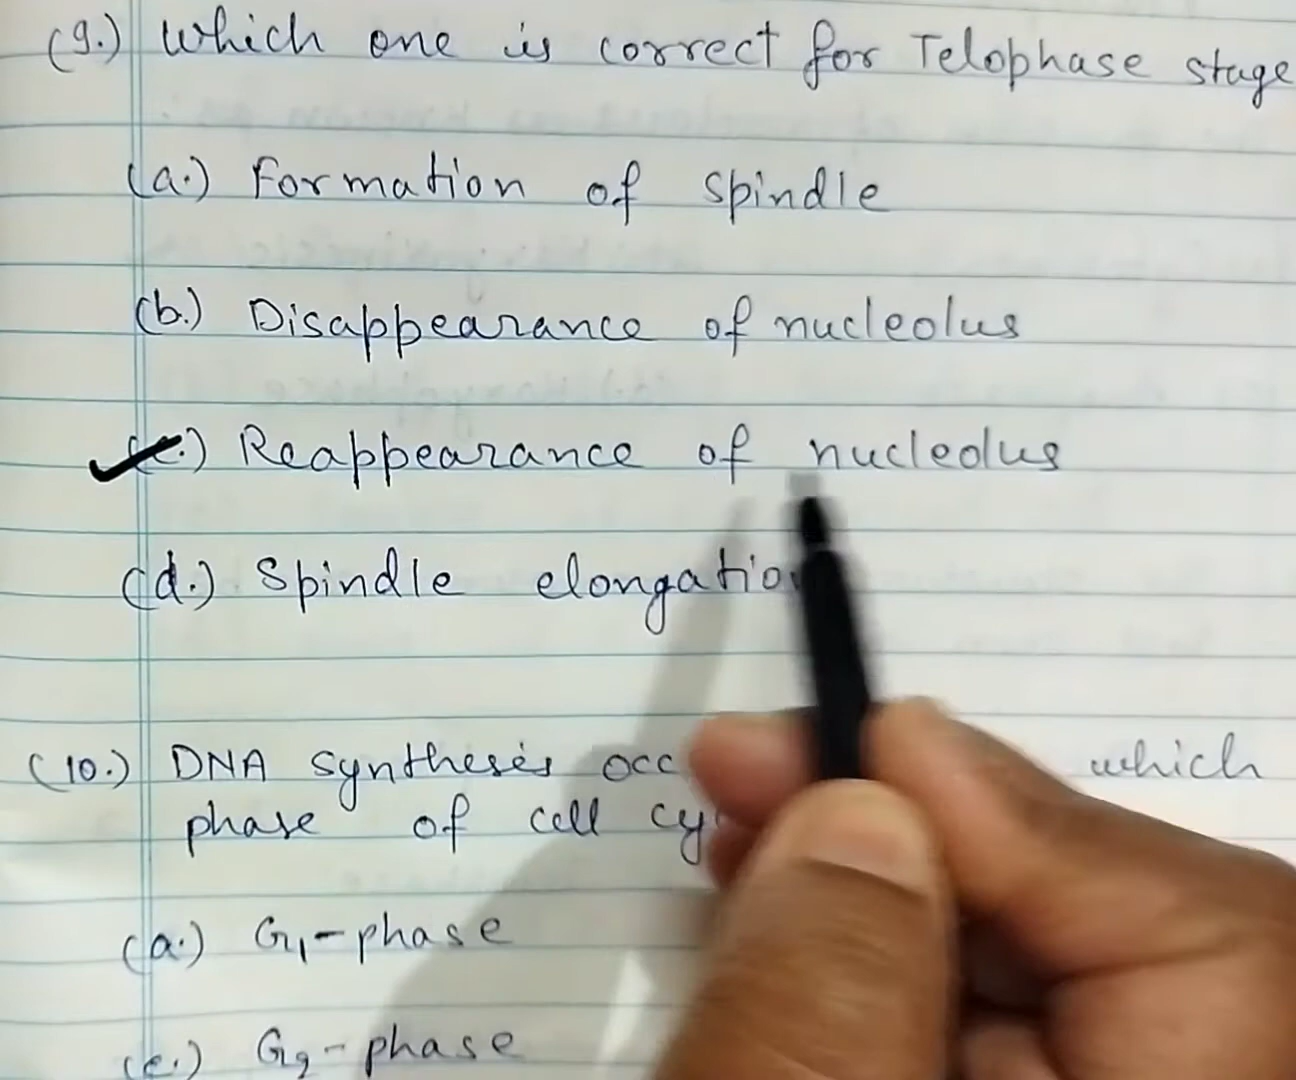 (9.) Which one is correct for Telophase stage
(a.) Formation of spindle
(b.) Disappearance of nucleolus
(c.) Reappearance of nucleolus
(d.) Spindle elongation
(10.) DNA synthesis occ which
phase of cell cy
(a.) G1-phase
(c.) G2-phase